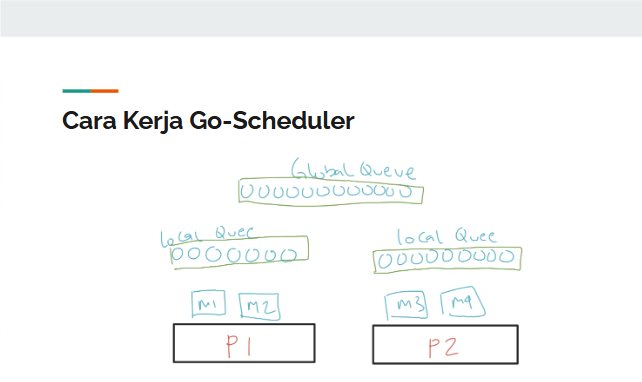 Cara Kerja Go-Scheduler
Global Queue
local Quee
local Quee
M1 M2 M3 M4
P1 P2